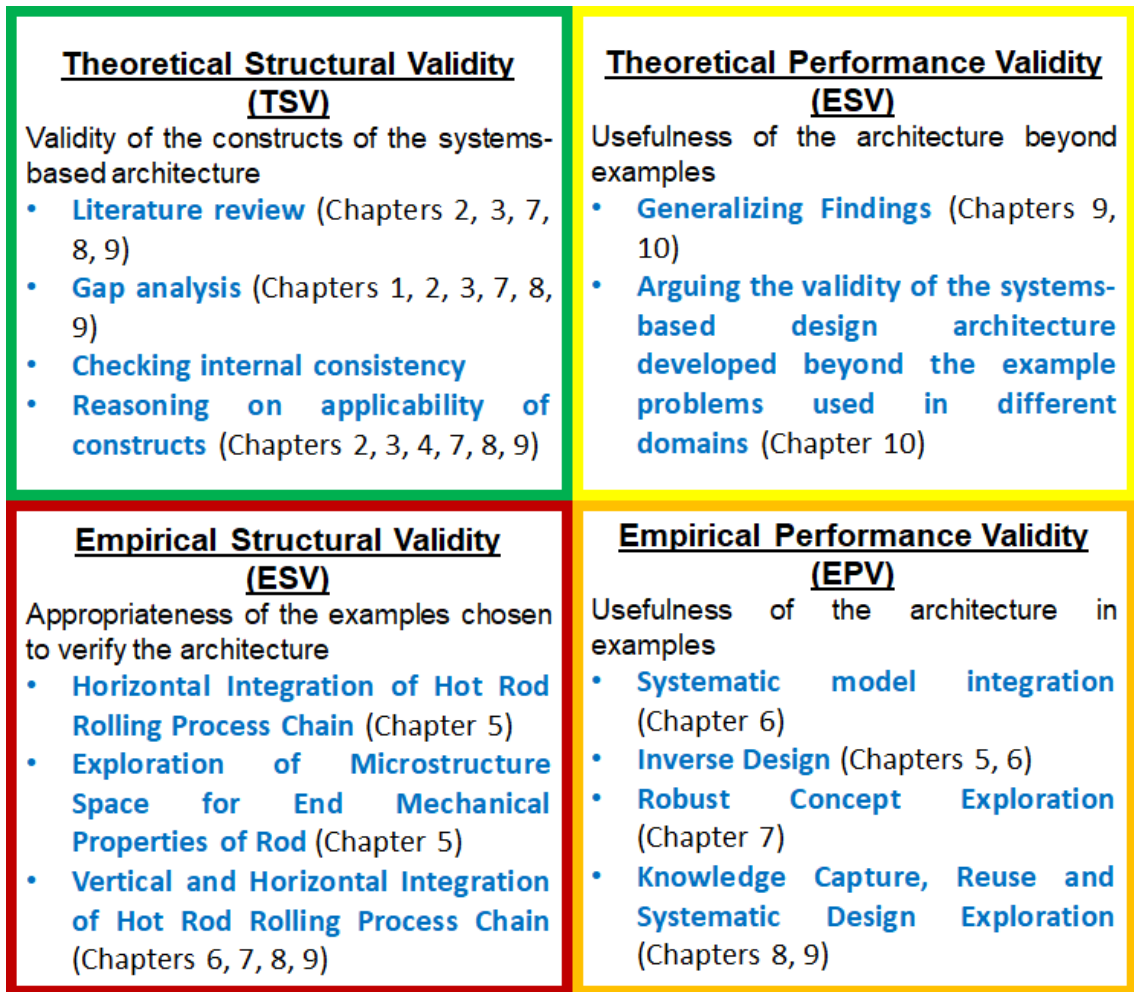 Theoretical Structural Validity
(TSV)
Validity of the constructs of the systems-
based architecture
• Literature review (Chapters 2, 3, 7,
8, 9)
• Gap analysis (Chapters 1, 2, 3, 7, 8,
9)
• Checking internal consistency
• Reasoning on applicability of
constructs (Chapters 2, 3, 4, 7, 8, 9)
Theoretical Performance Validity
(ESV)
Usefulness of the architecture beyond
examples
• Generalizing Findings (Chapters 9,
10)
• Arguing the validity of the systems-
based design architecture
developed beyond the example
problems used in different
domains (Chapter 10)
Empirical Structural Validity
(ESV)
Appropriateness of the examples chosen
to verify the architecture
• Horizontal Integration of Hot Rod
Rolling Process Chain (Chapter 5)
• Exploration of Microstructure
Space for End Mechanical
Properties of Rod (Chapter 5)
• Vertical and Horizontal Integration
of Hot Rod Rolling Process Chain
(Chapters 6, 7, 8, 9)
Empirical Performance Validity
(EPV)
Usefulness of the architecture in
examples
• Systematic model integration
(Chapter 6)
• Inverse Design (Chapters 5, 6)
• Robust Concept Exploration
(Chapter 7)
• Knowledge Capture, Reuse and
Systematic Design Exploration
(Chapters 8, 9)